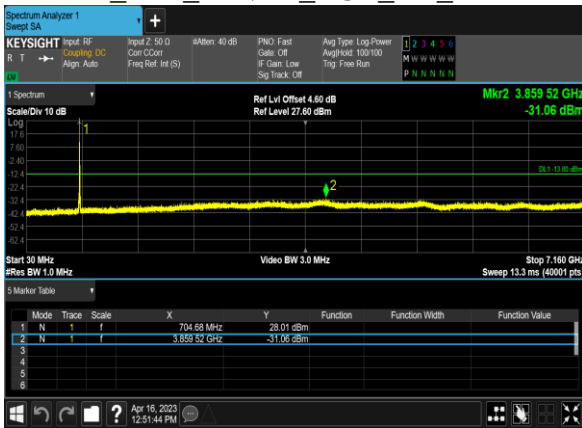 Spectrum Analyzer 1
Swept SA
KEYSIGHT Input: RF Input Z: 50 Ω #Atten: 40 dB PNO: Fast Avg Type: Log-Power 1 2 3 4 5 6
R T Coupling: DC Corr CCorr Gate: Off Avg|Hold: 100/100 M W W W W W
Align: Auto Freq Ref: Int (S) IF Gain: Low Trig: Free Run
Sig Track: Off P N N N N N
1 Spectrum Ref Lvl Offset 4.60 dB Mkr2 3.859 52 GHz
Scale/Div 10 dB Ref Level 27.60 dBm -31.06 dBm
Log
17.6
7.60
-2.40
-12.4
-22.4
-32.4
-42.4
-52.4
-62.4
1
2
DL1 -13.00 dBm
Start 30 MHz Video BW 3.0 MHz Stop 7.160 GHz
#Res BW 1.0 MHz Sweep 13.3 ms (40001 pts)
5 Marker Table
Mode Trace Scale X Y Function Function Width Function Value
1 N 1 f 704.68 MHz 28.01 dBm
2 N 1 f 3.859 52 GHz -31.06 dBm
3
4
5
6
Apr 16, 2023
12:51:44 PM